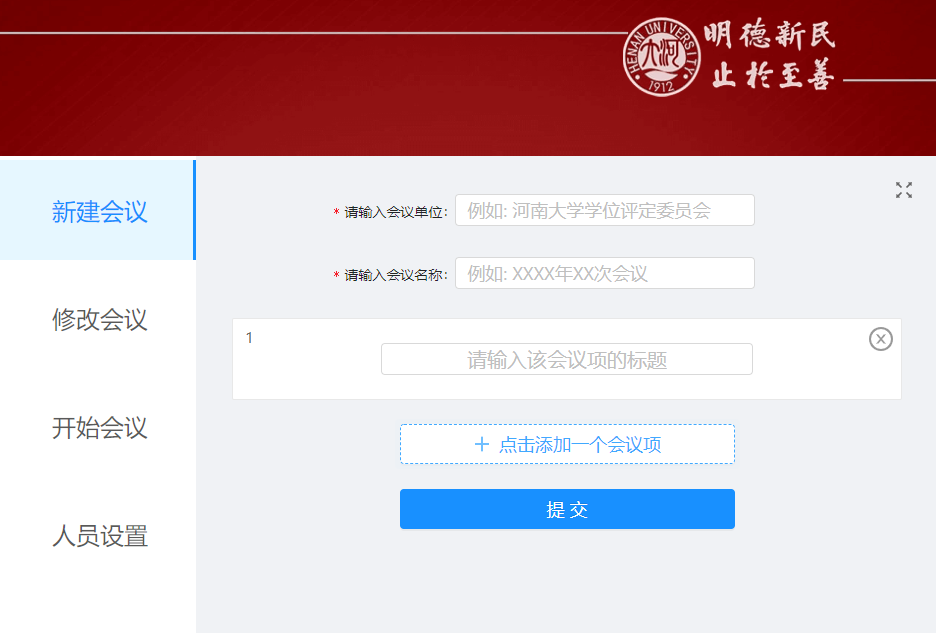 HENAN UNIVERSITY
河大
1912
明德新民
止於至善
新建会议
修改会议
开始会议
人员设置
* 请输入会议单位:
例如: 河南大学学位评定委员会
* 请输入会议名称:
例如: XXXX年XX次会议
1
请输入该会议项的标题
+ 点击添加一个会议项
提 交